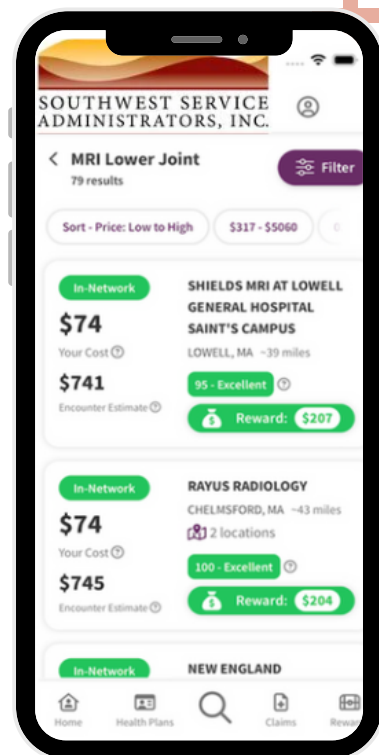 SOUTHWEST SERVICE
ADMINISTRATORS, INC.
MRI Lower Joint
79 results
Filter
Sort - Price: Low to High
$317 - $5060
In-Network
$74
Your Cost
$741
Encounter Estimate
SHIELDS MRI AT LOWELL
GENERAL HOSPITAL
SAINT'S CAMPUS
LOWELL, MA ~39 miles
95 - Excellent
Reward: $207
In-Network
$74
Your Cost
$745
Encounter Estimate
RAYUS RADIOLOGY
CHELMSFORD, MA ~43 miles
2 locations
100 - Excellent
Reward: $204
In-Network
NEW ENGLAND
Home
Health Plans
Claims
Rewar